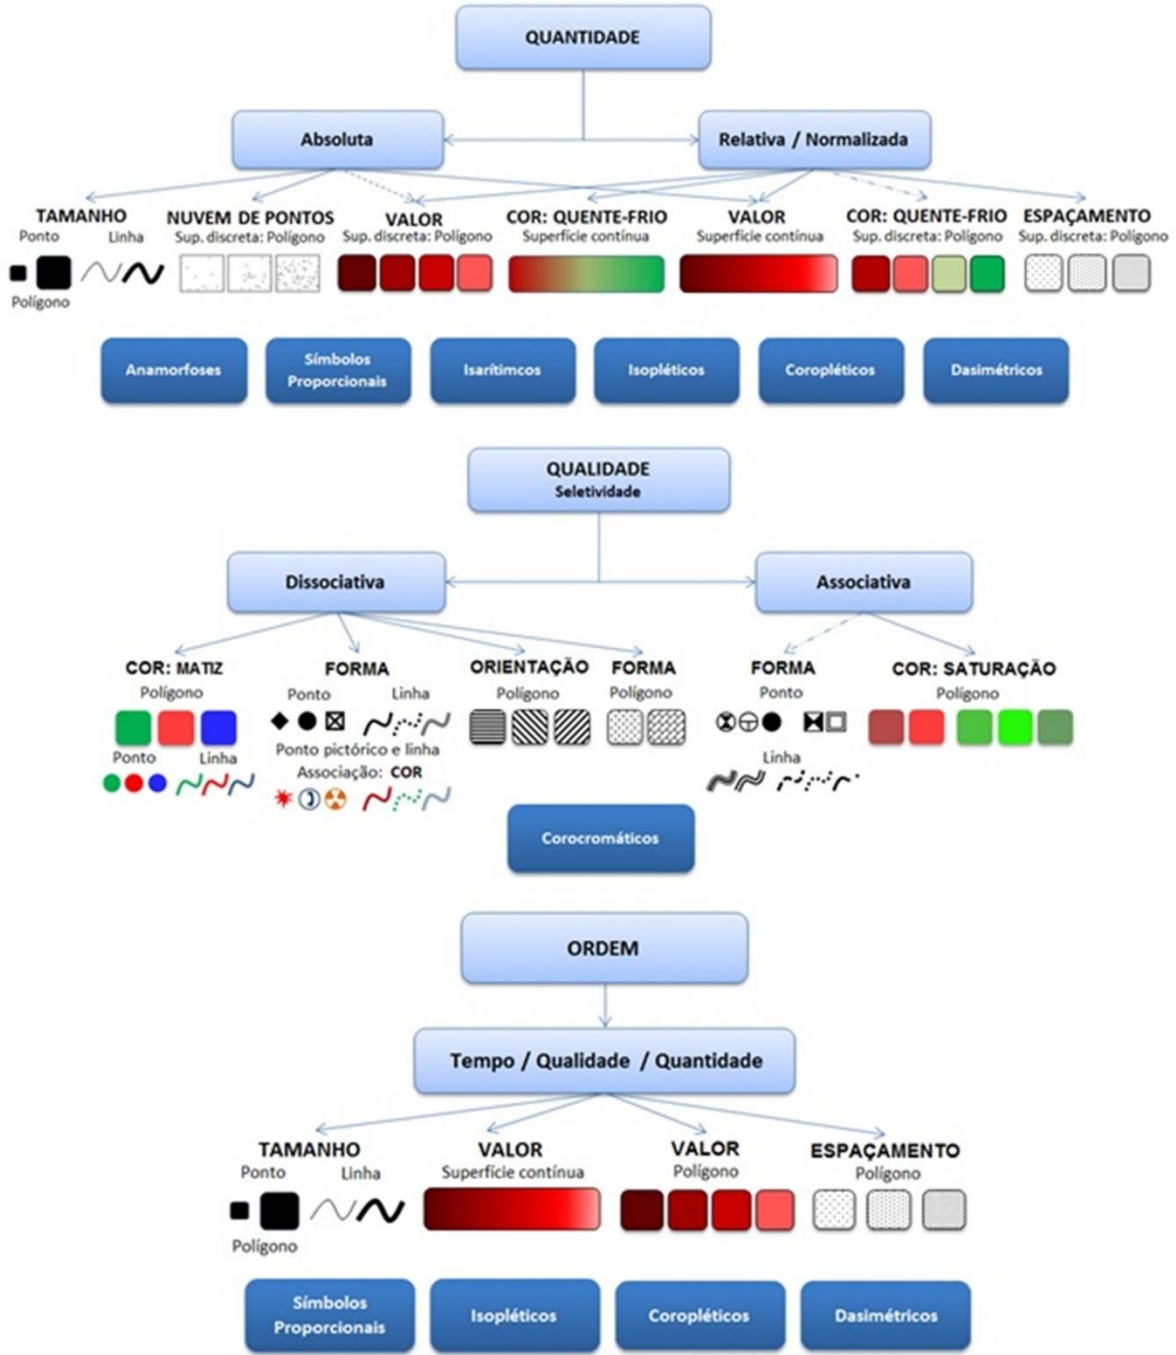 QUANTIDADE
Absoluta
Relativa / Normalizada
TAMANHO
Ponto Linha
Polígono
NUVEM DE PONTOS
Sup. discreta: Polígono
VALOR
Sup. discreta: Polígono
COR: QUENTE-FRIO
Superfície contínua
VALOR
Superfície contínua
COR: QUENTE-FRIO
Sup. discreta: Polígono
ESPAÇAMENTO
Sup. discreta: Polígono
Anamorfoses
Símbolos
Proporcionais
Isarítimcos
Isopléticos
Coropléticos
Dasimétricos
QUALIDADE
Seletividade
Dissociativa
Associativa
COR: MATIZ
Polígono
Ponto Linha
FORMA
Ponto Linha
Ponto pictórico e linha
Associação: COR
ORIENTAÇÃO
Polígono
FORMA
Polígono
FORMA
Ponto
Linha
COR: SATURAÇÃO
Polígono
Corocromáticos
ORDEM
Tempo / Qualidade / Quantidade
TAMANHO
Ponto Linha
Polígono
VALOR
Superfície contínua
VALOR
Polígono
ESPAÇAMENTO
Polígono
Símbolos
Proporcionais
Isopléticos
Coropléticos
Dasimétricos